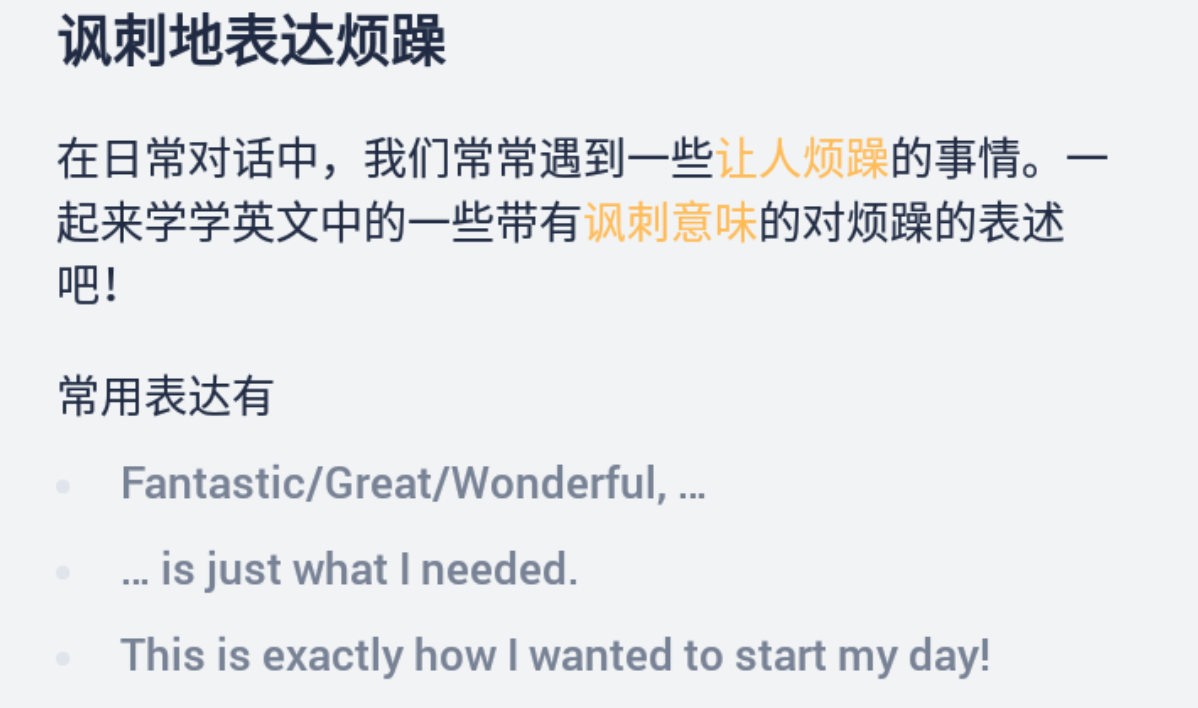 讽刺地表达烦躁
在日常对话中，我们常常遇到一些让人烦躁的事情。一
起来学学英文中的一些带有讽刺意味的对烦躁的表述
吧！
常用表达有
Fantastic/Great/Wonderful, ...
... is just what I needed.
This is exactly how I wanted to start my day!